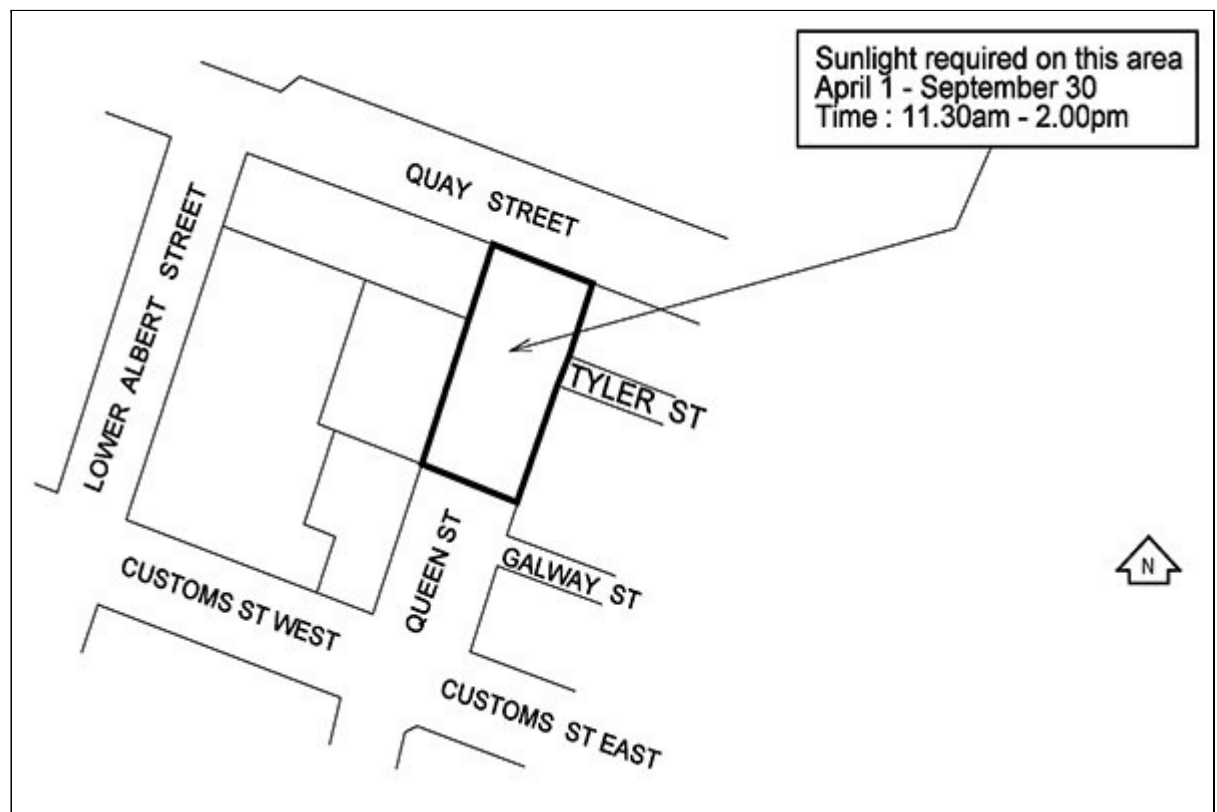 Sunlight required on this area
April 1 - September 30
Time : 11.30am - 2.00pm
QUAY STREET
LOWER ALBERT STREET
TYLER ST
QUEEN ST
GALWAY ST
N
CUSTOMS ST WEST
CUSTOMS ST EAST